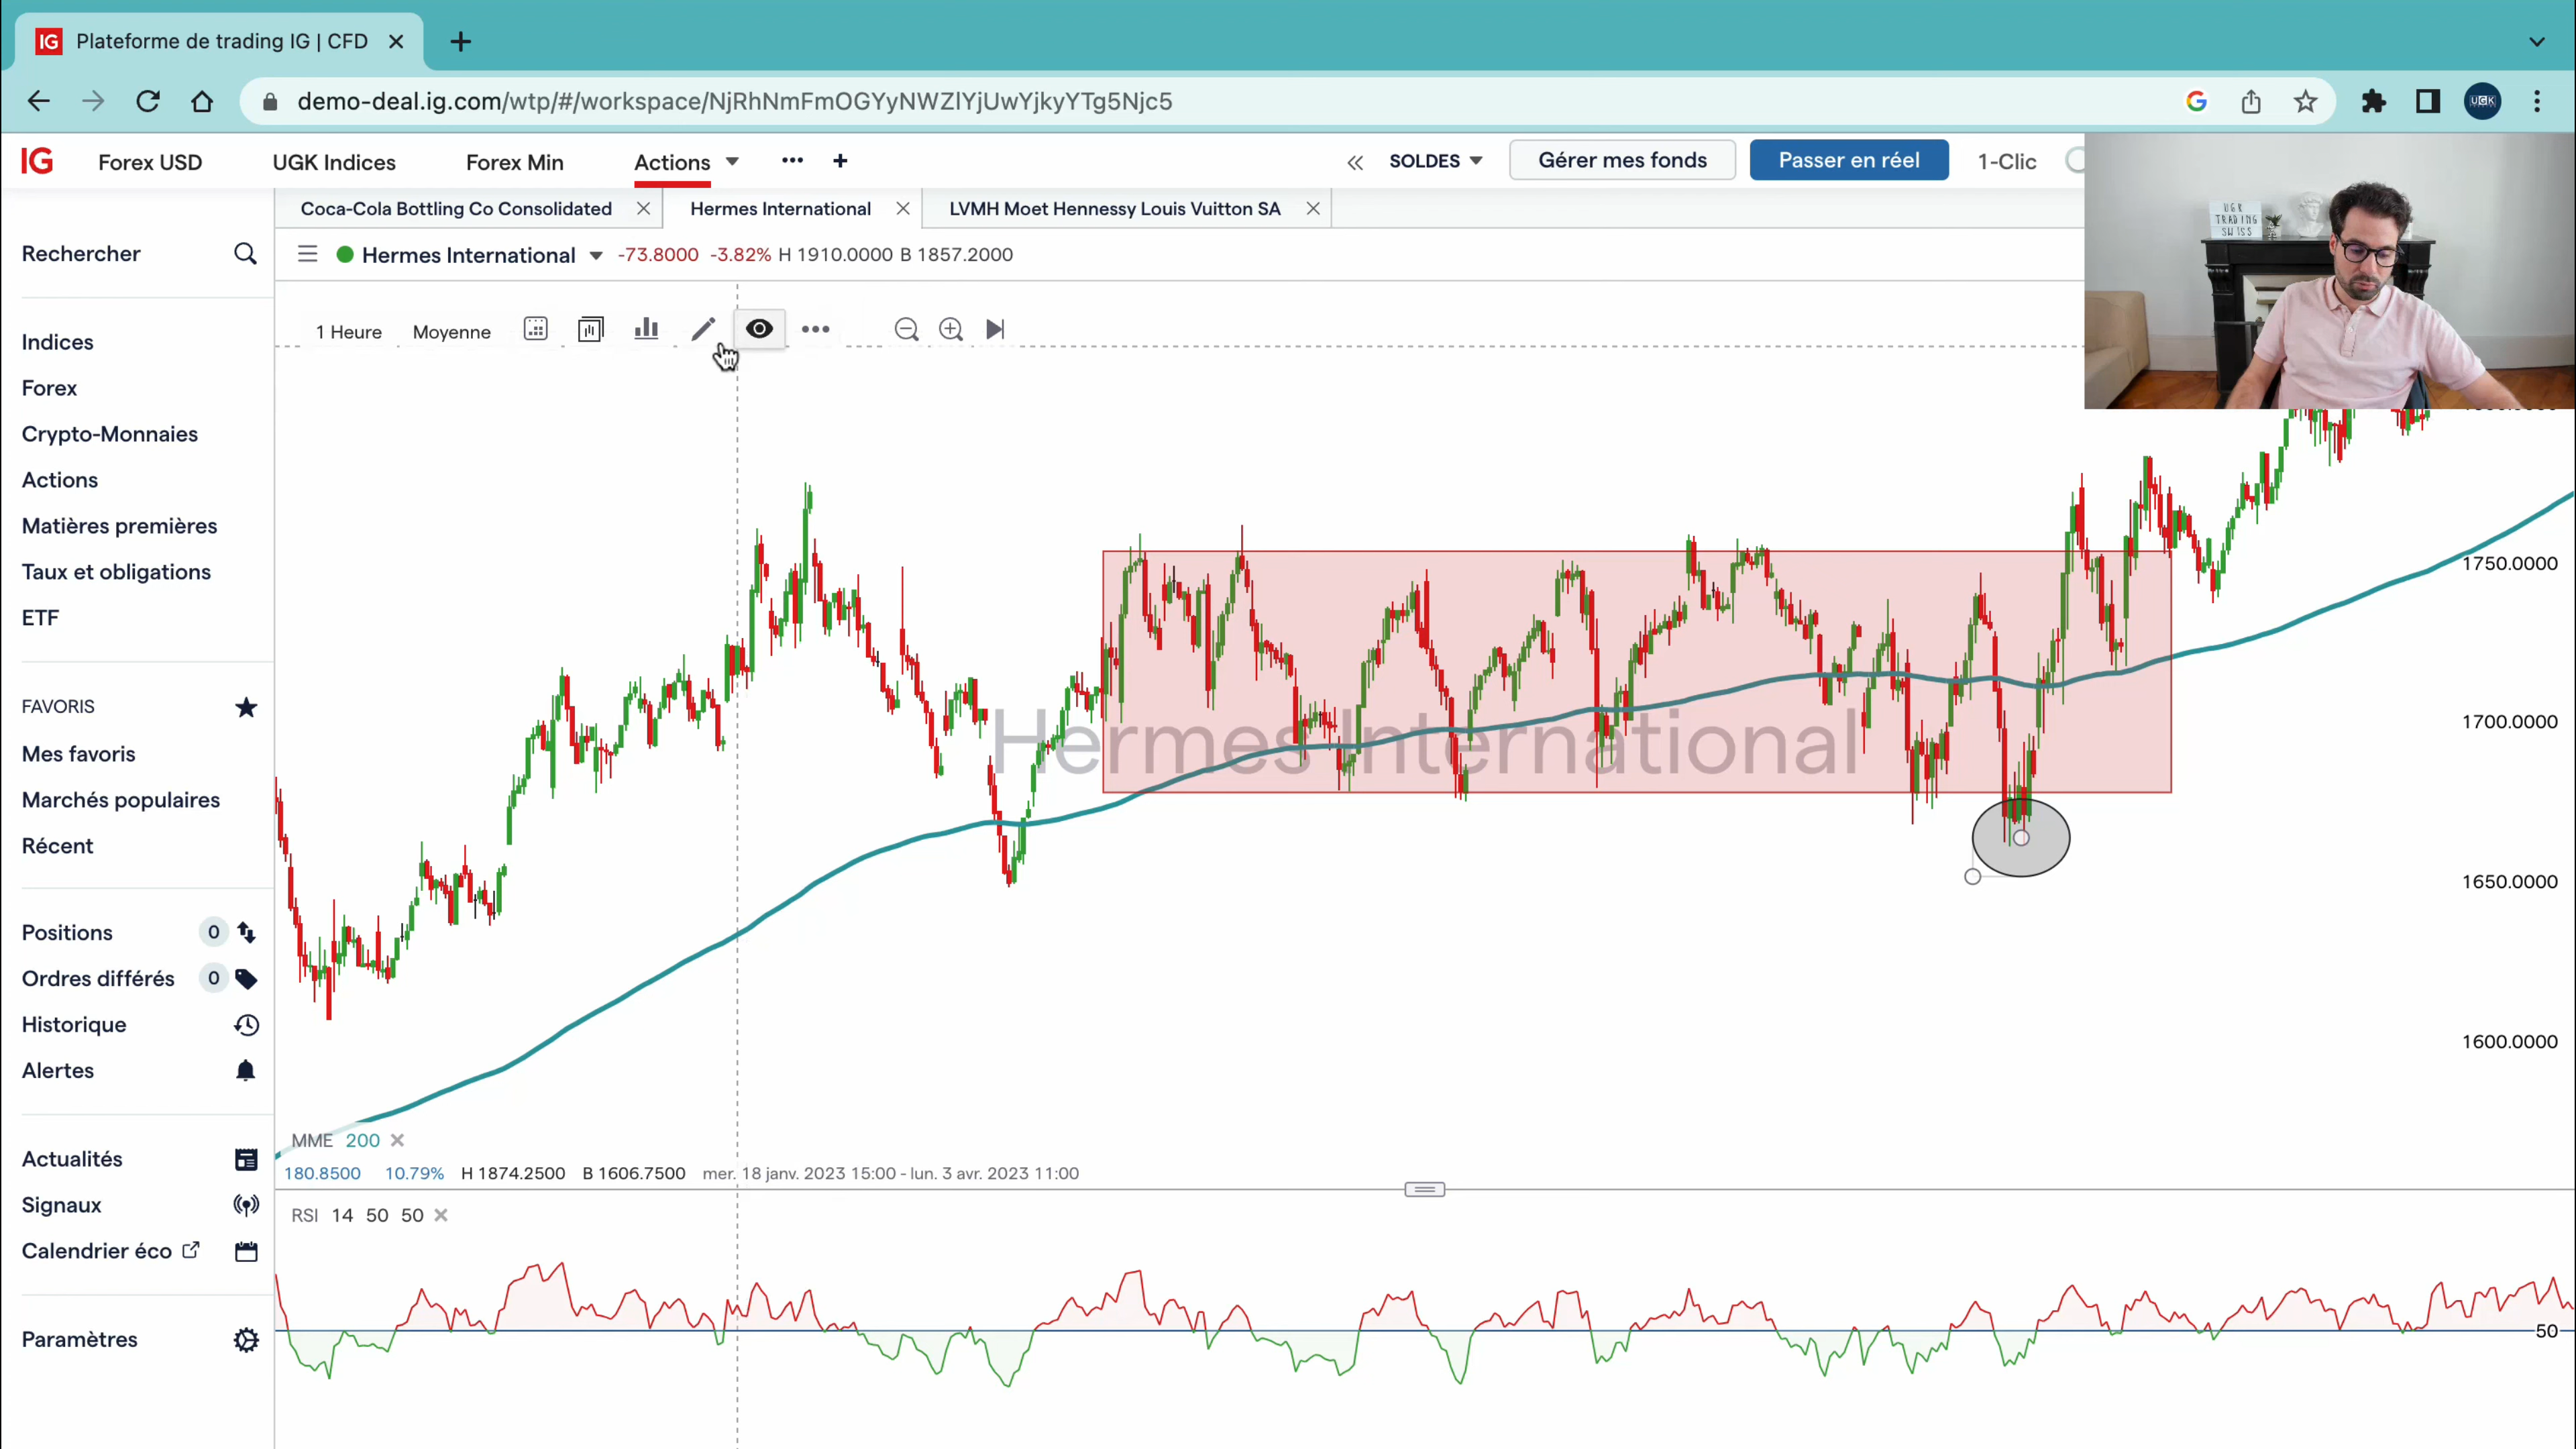 IG Plateforme de trading IG | CFD
demo-deal.ig.com/wtp/#/workspace/NjRhNmFmOGYyNWZlYjUwYjkyYTg5Njc5
UGK
IG Forex USD UGK Indices Forex Min Actions SOLDES Gérer mes fonds Passer en réel 1-Clic
Coca-Cola Bottling Co Consolidated Hermes International LVMH Moet Hennessy Louis Vuitton SA
UGK
TRADING
SWISS
Rechercher
Hermes International -73.8000 -3.82% H 1910.0000 B 1857.2000
1 Heure Moyenne
Indices
Forex
Crypto-Monnaies
Actions
Matières premières
Taux et obligations
ETF
FAVORIS
Mes favoris
Marchés populaires
Récent
Positions 0
Ordres différés 0
Historique
Alertes
Actualités
Signaux
Calendrier éco
Paramètres
Hermes International
1750.0000
1700.0000
1650.0000
1600.0000
MME 200
180.8500 10.79% H 1874.2500 B 1606.7500 mer. 18 janv. 2023 15:00 - lun. 3 avr. 2023 11:00
RSI 14 50 50
50